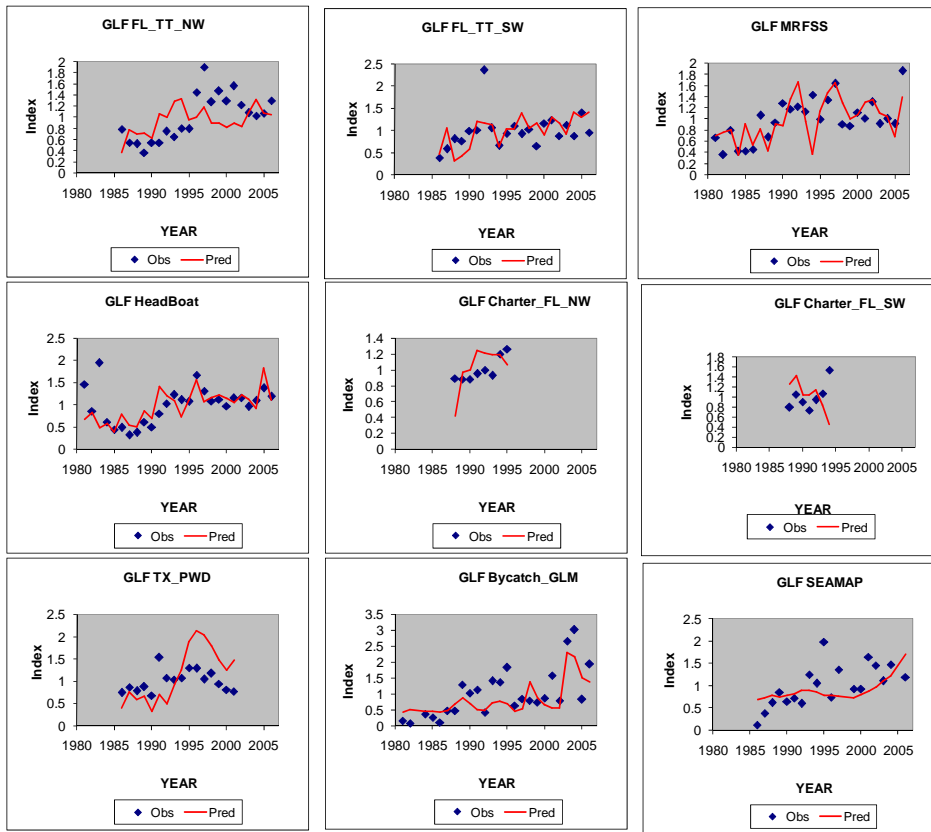 GLF FL_TT_NW
2
1.8
1.6
1.4
1.2
1
0.8
0.6
0.4
0.2
0
Index
1980 1985 1990 1995 2000 2005
YEAR
Obs Pred
GLF FL_TT_SW
2.5
2
1.5
1
0.5
0
Index
1980 1985 1990 1995 2000 2005
YEAR
Obs Pred
GLF MRFSS
2
1.8
1.6
1.4
1.2
1
0.8
0.6
0.4
0.2
0
Index
1980 1985 1990 1995 2000 2005
YEAR
Obs Pred
GLF HeadBoat
2.5
2
1.5
1
0.5
0
Index
1980 1985 1990 1995 2000 2005
YEAR
Obs Pred
GLF Charter_FL_NW
1.4
1.2
1
0.8
0.6
0.4
0.2
0
Index
1980 1985 1990 1995 2000 2005
YEAR
Obs Pred
GLF Charter_FL_SW
1.8
1.6
1.4
1.2
1
0.8
0.6
0.4
0.2
0
Index
1980 1985 1990 1995 2000 2005
YEAR
Obs Pred
GLF TX_PWD
2.5
2
1.5
1
0.5
0
Index
1980 1985 1990 1995 2000 2005
YEAR
Obs Pred
GLF Bycatch_GLM
3.5
3
2.5
2
1.5
1
0.5
0
Index
1980 1985 1990 1995 2000 2005
YEAR
Obs Pred
GLF SEAMAP
2.5
2
1.5
1
0.5
0
Index
1980 1985 1990 1995 2000 2005
YEAR
Obs Pred